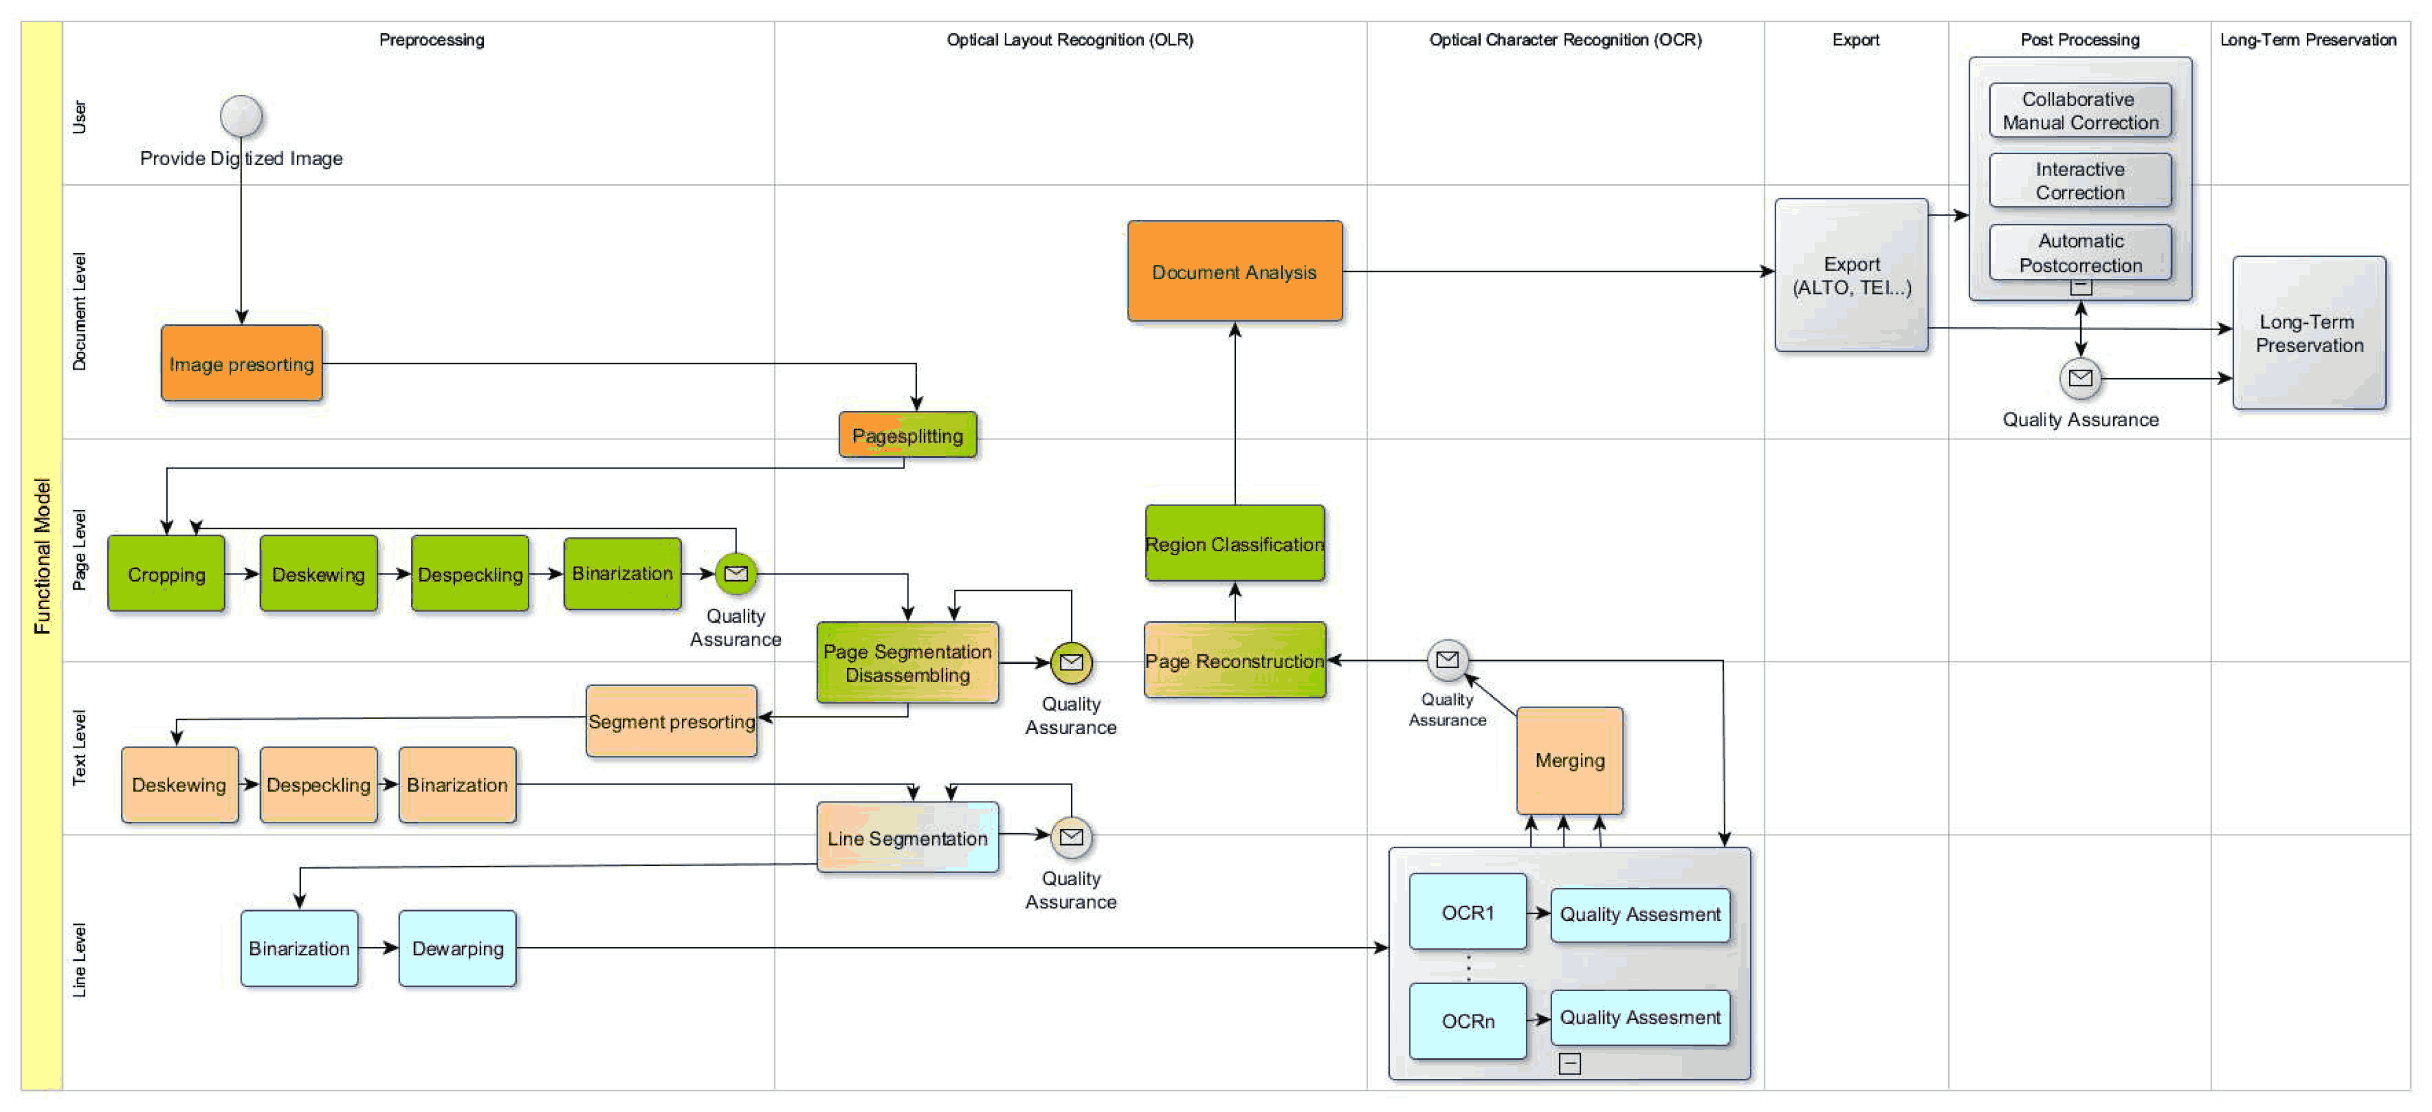 Preprocessing
Optical Layout Recognition (OLR)
Optical Character Recognition (OCR)
Export
Post Processing
Long-Term Preservation
Functional Model
User
Provide Digitized Image
Collaborative
Manual Correction
Interactive
Correction
Automatic
Postcorrection
Document Level
Image presorting
Pagesplitting
Document Analysis
Export
(ALTO, TEI...)
Long-Term
Preservation
Quality Assurance
Page Level
Cropping
Deskewing
Despeckling
Binarization
Quality
Assurance
Page Segmentation
Disassembling
Quality
Assurance
Region Classification
Page Reconstruction
Quality
Assurance
Text Level
Segment presorting
Deskewing
Despeckling
Binarization
Line Segmentation
Quality
Assurance
Merging
Line Level
Binarization
Dewarping
OCR1
Quality Assesment
OCRn
Quality Assesment